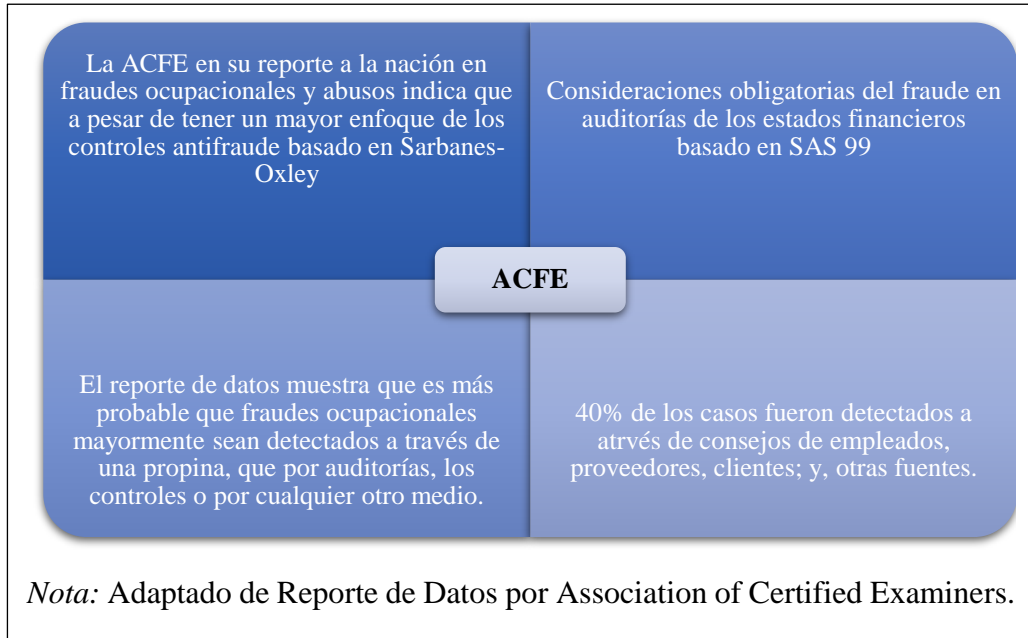 La ACFE en su reporte a la nación en
fraudes ocupacionales y abusos indica que
a pesar de tener un mayor enfoque de los
controles antifraude basado en Sarbanes-
Oxley
Consideraciones obligatorias del fraude en
auditorías de los estados financieros
basado en SAS 99
ACFE
El reporte de datos muestra que es más
probable que fraudes ocupacionales
mayormente sean detectados a través de
una propina, que por auditorías, los
controles o por cualquier otro medio.
40% de los casos fueron detectados a
atrvés de consejos de empleados,
proveedores, clientes; y, otras fuentes.
Nota: Adaptado de Reporte de Datos por Association of Certified Examiners.